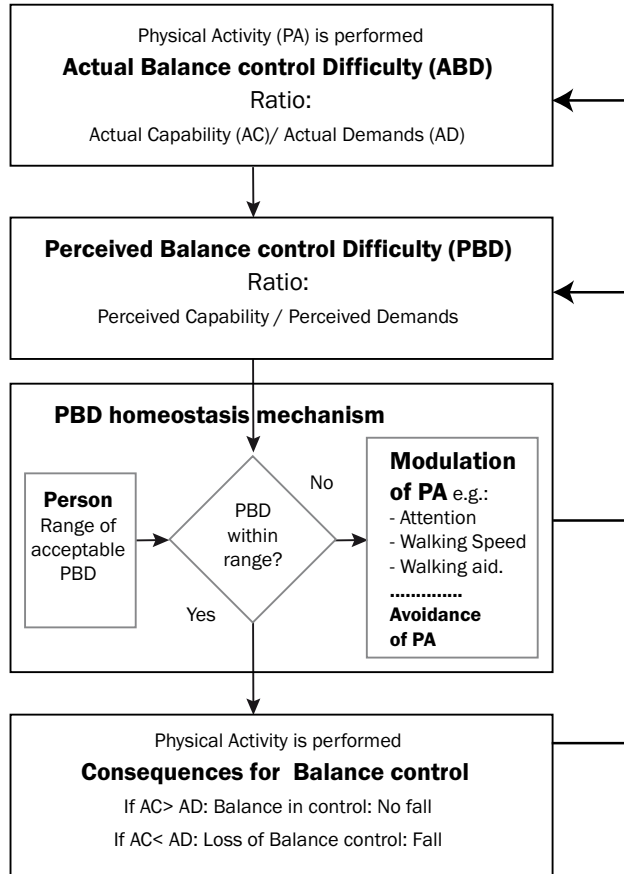 Physical Activity (PA) is performed
Actual Balance control Difficulty (ABD)
Ratio:
Actual Capability (AC)/ Actual Demands (AD)
Perceived Balance control Difficulty (PBD)
Ratio:
Perceived Capability / Perceived Demands
PBD homeostasis mechanism
Person
Range of
acceptable
PBD
PBD
within
range?
No
Yes
Modulation
of PA e.g.:
- Attention
- Walking Speed
- Walking aid.
..............
Avoidance
of PA
Physical Activity is performed
Consequences for Balance control
If AC> AD: Balance in control: No fall
If AC< AD: Loss of Balance control: Fall